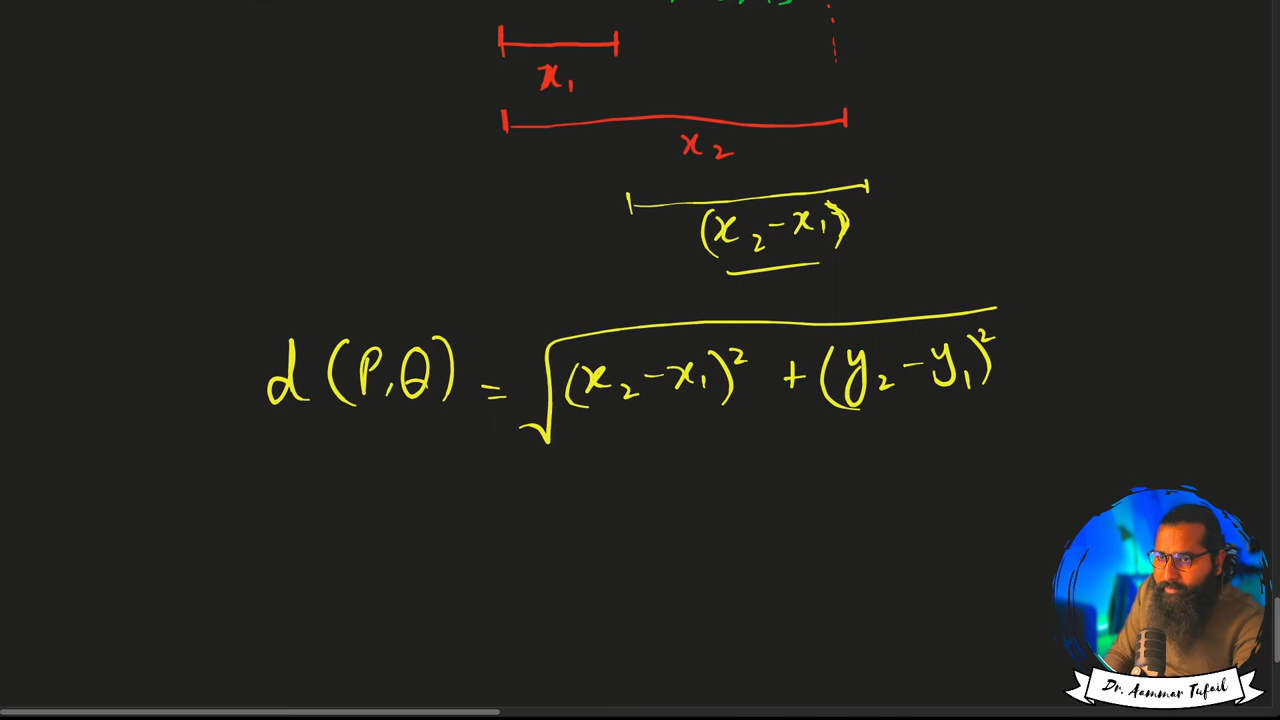 x₁
x₂
(x₂-x₁)
d(P,Q) = √(x₂-x₁)² + (y₂-y₁)²
Dr. Aammar Tufail